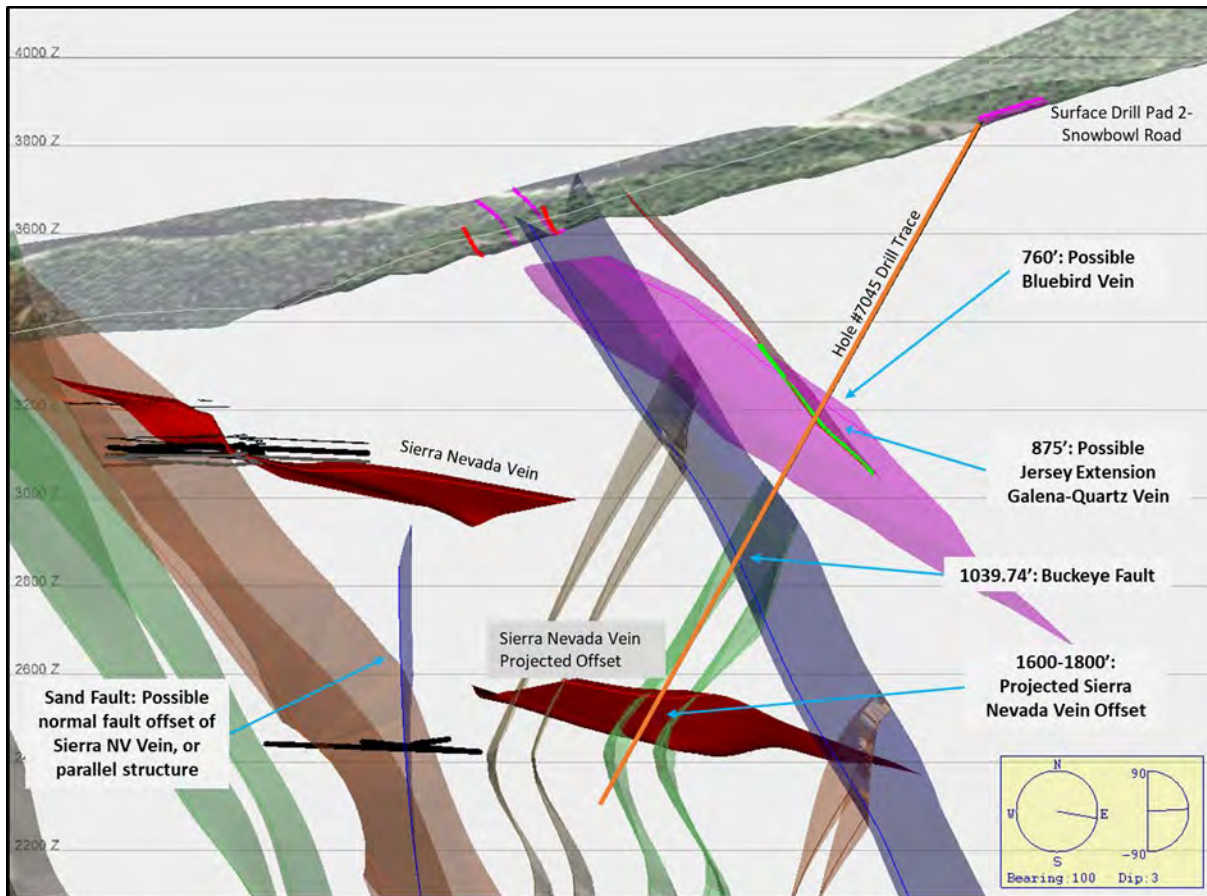 4000 Z
3800 Z
3600 Z
3200 Z
3000 Z
2800 Z
2600 Z
2200 Z
Surface Drill Pad 2-
Snowbowl Road
Hole #7045 Drill Trace
760’: Possible
Bluebird Vein
875’: Possible
Jersey Extension
Galena-Quartz Vein
Sierra Nevada Vein
1039.74’: Buckeye Fault
Sierra Nevada Vein
Projected Offset
1600-1800’:
Projected Sierra
Nevada Vein Offset
Sand Fault: Possible
normal fault offset of
Sierra NV Vein, or
parallel structure
N
W
E
S
90
-90
Bearing:100 Dip:3